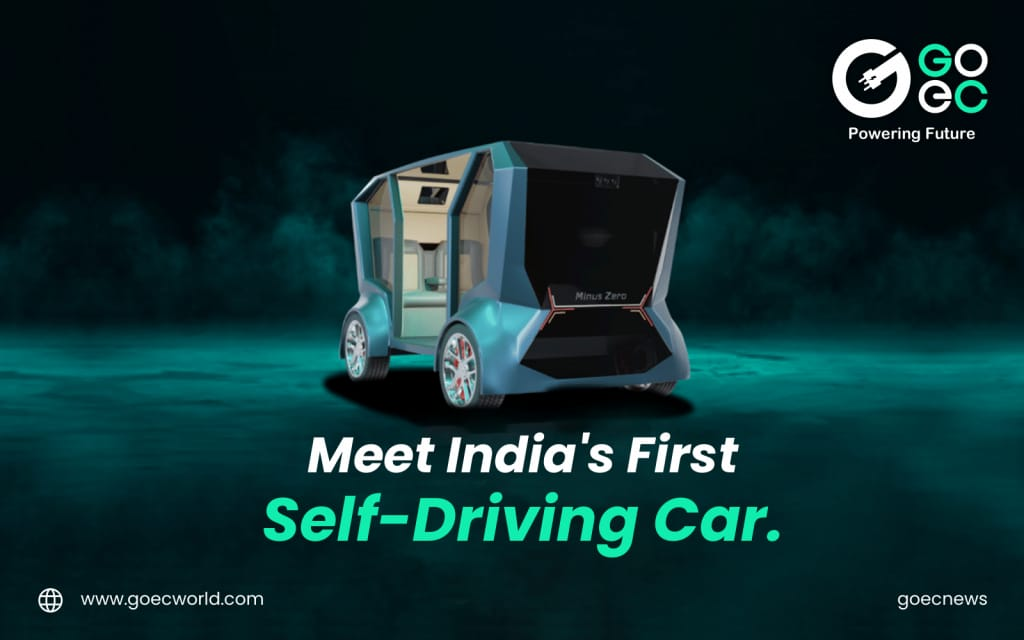 GO
eC
Powering Future
Minus Zero
Meet India's First
Self-Driving Car.
www.goecworld.com
goecnews